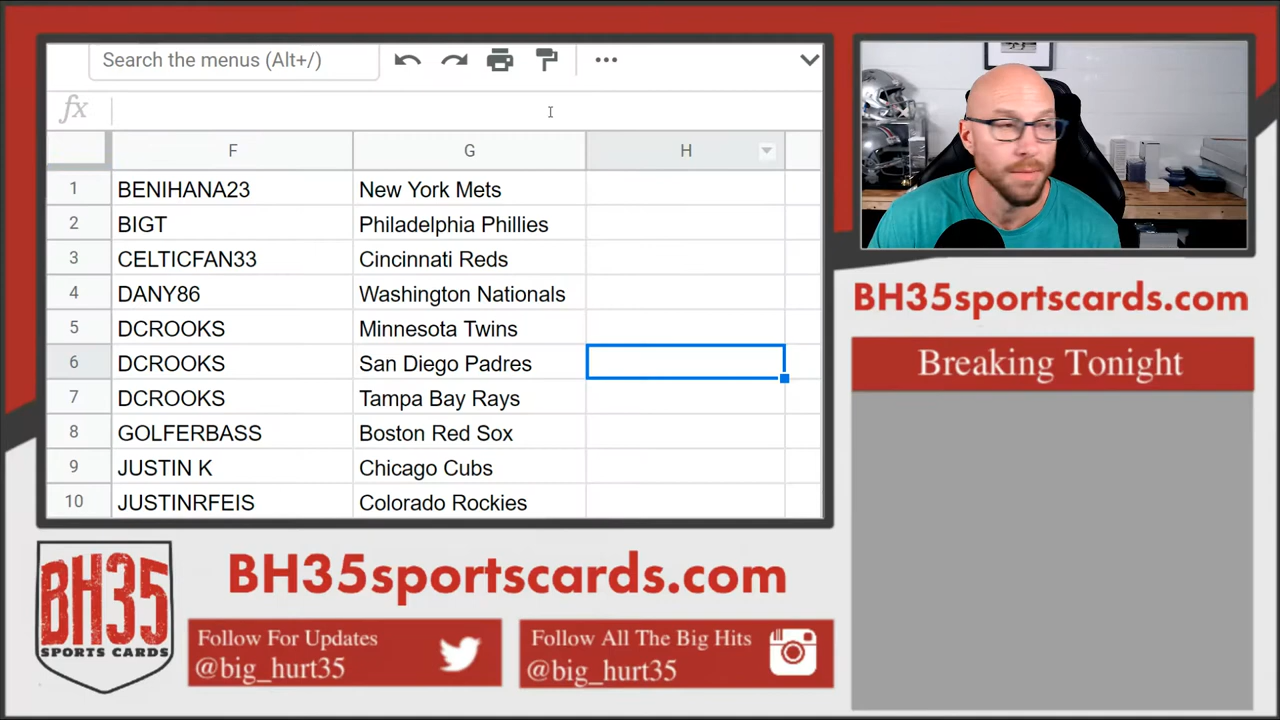 Search the menus (Alt+/)
fx
F G H
1 BENIHANA23 New York Mets
2 BIGT Philadelphia Phillies
3 CELTICFAN33 Cincinnati Reds
4 DANY86 Washington Nationals
5 DCROOKS Minnesota Twins
6 DCROOKS San Diego Padres
7 DCROOKS Tampa Bay Rays
8 GOLFERBASS Boston Red Sox
9 JUSTIN K Chicago Cubs
10 JUSTINRFEIS Colorado Rockies
BH35sportscards.com
Breaking Tonight
BH35
SPORTS CARDS
BH35sportscards.com
Follow For Updates
@big_hurt35
Follow All The Big Hits
@big_hurt35